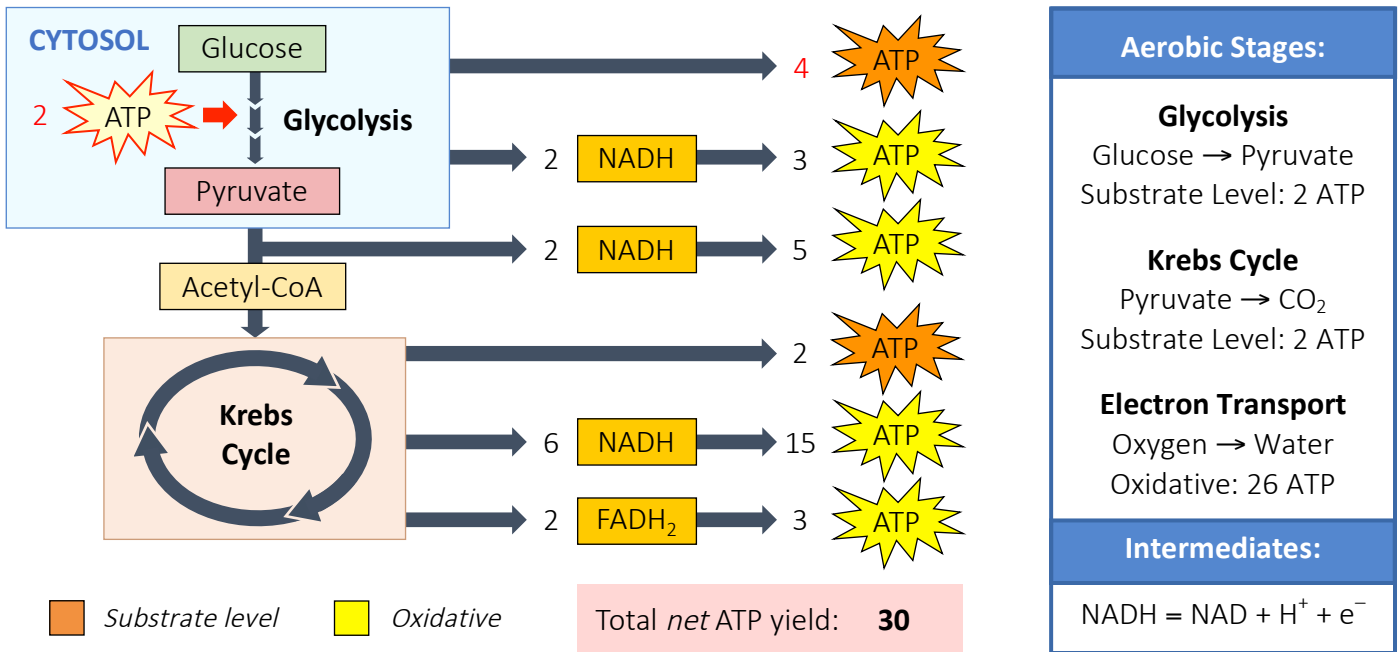 CYTOSOL
Glucose
2 ATP
Glycolysis
Pyruvate
4 ATP
2 NADH 3 ATP
2 NADH 5 ATP
Acetyl-CoA
Krebs
Cycle
2 ATP
6 NADH 15 ATP
2 FADH₂ 3 ATP
Substrate level
Oxidative
Total net ATP yield: 30
Aerobic Stages:
Glycolysis
Glucose → Pyruvate
Substrate Level: 2 ATP
Krebs Cycle
Pyruvate → CO₂
Substrate Level: 2 ATP
Electron Transport
Oxygen → Water
Oxidative: 26 ATP
Intermediates:
NADH = NAD + H⁺ + e⁻